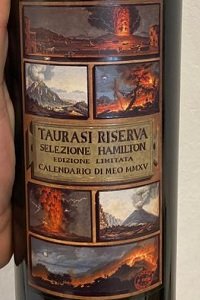 TAURASI RISERVA
SELEZIONE HAMILTON
EDIZIONE LIMITATA
CALENDARIO DI MEO MMXV